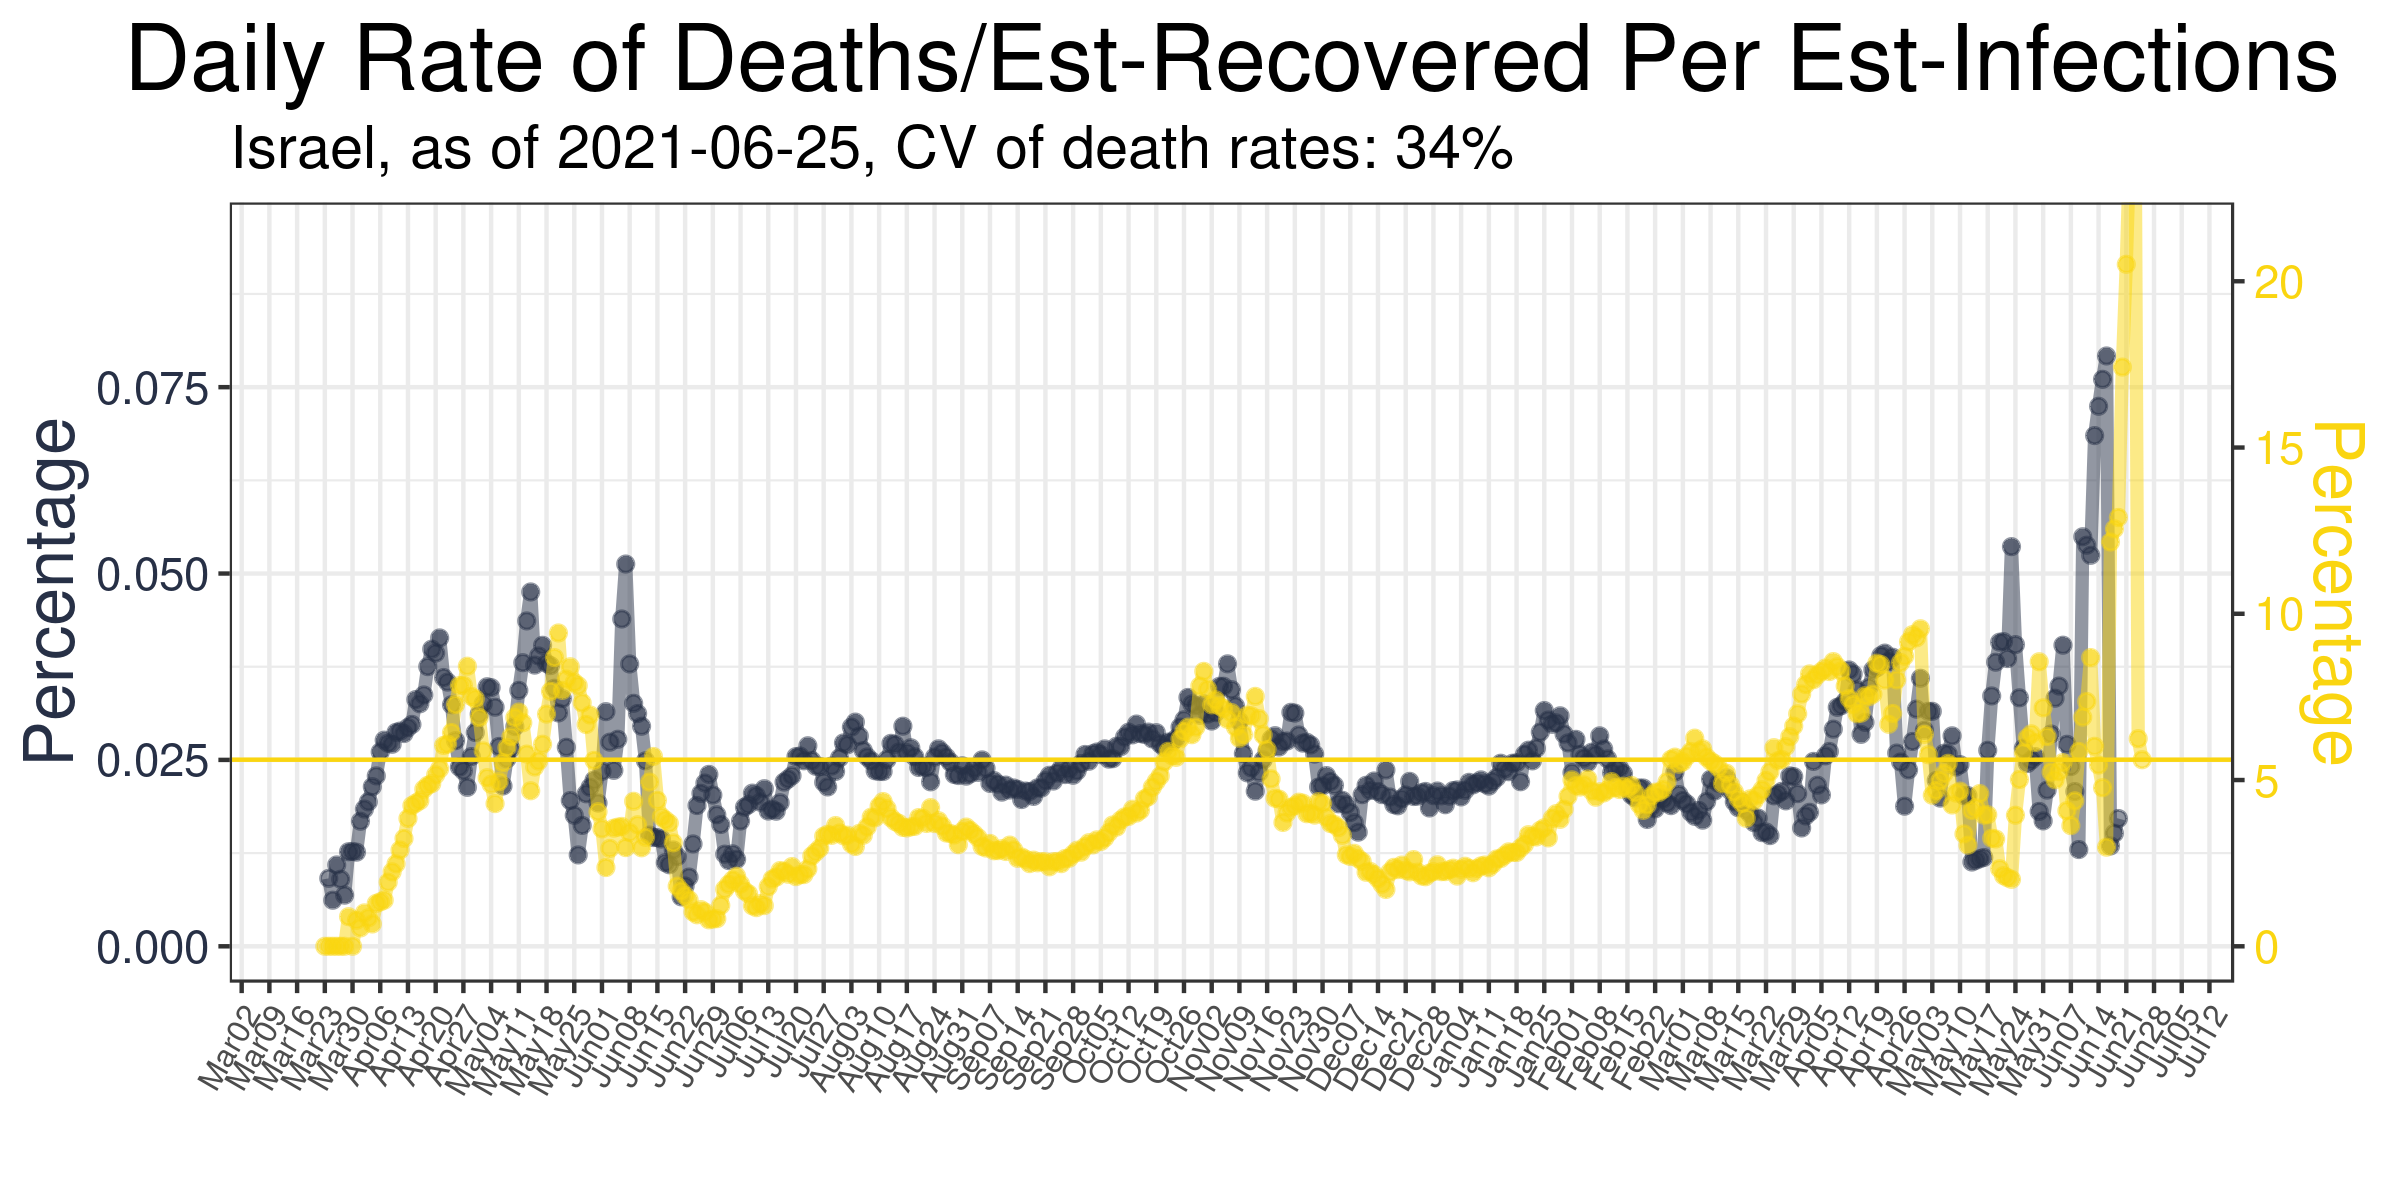 Daily Rate of Deaths/Est-Recovered Per Est-Infections
Israel, as of 2021-06-25, CV of death rates: 34%
Percentage
0.075
0.050
0.025
0.000
20
15
10
5
0
Percentage
Mar02
Mar09
Mar16
Mar23
Mar30
Apr06
Apr13
Apr20
Apr27
May04
May11
May18
May25
Jun01
Jun08
Jun15
Jun22
Jun29
Jul06
Jul13
Jul20
Jul27
Aug03
Aug10
Aug17
Aug24
Aug31
Sep07
Sep14
Sep21
Sep28
Oct05
Oct12
Oct19
Oct26
Nov02
Nov09
Nov16
Nov23
Nov30
Dec07
Dec14
Dec21
Dec28
Jan04
Jan11
Jan18
Jan25
Feb01
Feb08
Feb15
Feb22
Mar01
Mar08
Mar15
Mar22
Mar29
Apr05
Apr12
Apr19
Apr26
May03
May10
May17
May24
May31
Jun07
Jun14
Jun21
Jun28
Jul05
Jul12